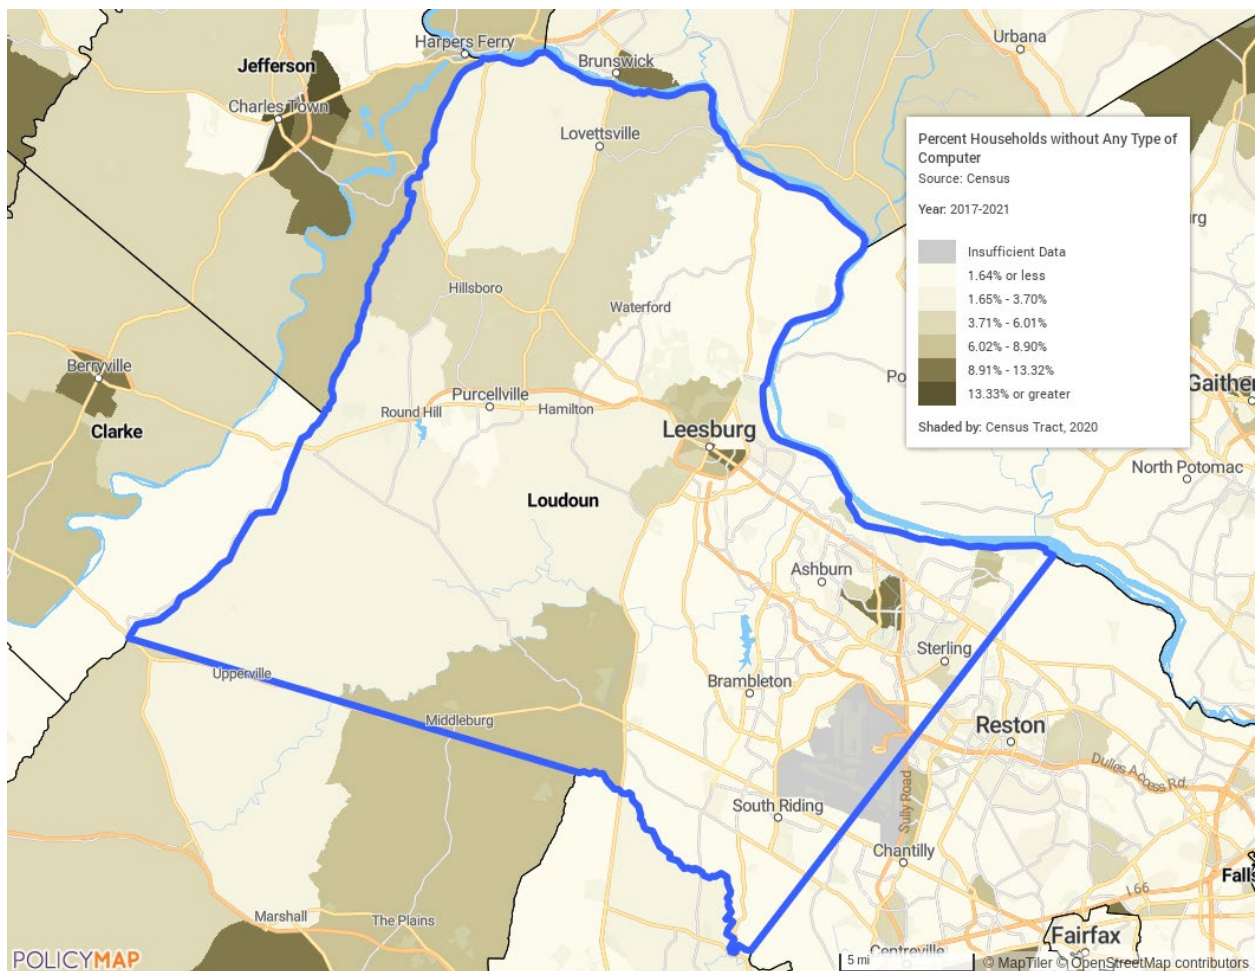 Harpers Ferry
Urbana
Brunswick
Jefferson
Charles Town
Lovettsville
Percent Households without Any Type of
Computer
Source: Census
Year: 2017-2021
Insufficient Data
1.64% or less
1.65% - 3.70%
3.71% - 6.01%
6.02% - 8.90%
8.91% - 13.32%
13.33% or greater
Shaded by: Census Tract, 2020
urg
Hillsboro
Waterford
Berryville
Po
Gaither
Purcellville
Round Hill
Hamilton
Clarke
Leesburg
North Potomac
Loudoun
Ashburn
Sterling
Upperville
Brambleton
Middleburg
Reston
Dulles Access Rd.
Sully Road
South Riding
Chantilly
Falls
I 66
Marshall
The Plains
Fairfax
Centreville
5 mi
POLICYMAP
© MapTiler © OpenStreetMap contributors